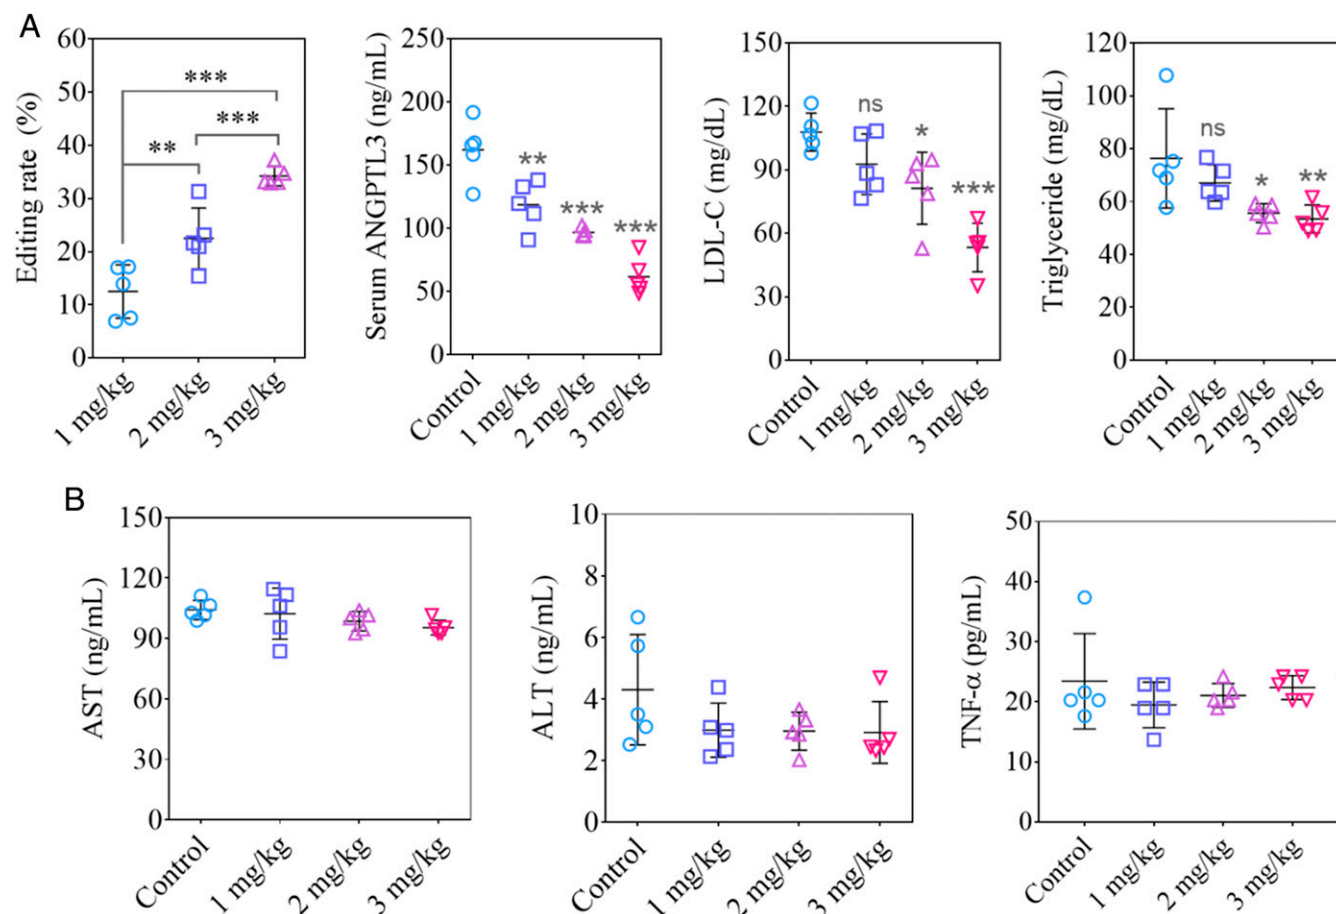 A
Editing rate (%)
60
50
40
30
20
10
0
***
**
***
1 mg/kg
2 mg/kg
3 mg/kg
Serum ANGPTL3 (ng/mL)
250
200
150
100
50
0
**
***
***
Control
1 mg/kg
2 mg/kg
3 mg/kg
LDL-C (mg/dL)
150
120
90
60
30
0
ns
*
***
Control
1 mg/kg
2 mg/kg
3 mg/kg
Triglyceride (mg/dL)
120
100
80
60
40
20
0
ns
*
**
Control
1 mg/kg
2 mg/kg
3 mg/kg
B
AST (ng/mL)
150
120
90
60
30
0
Control
1 mg/kg
2 mg/kg
3 mg/kg
ALT (ng/mL)
10
8
6
4
2
0
Control
1 mg/kg
2 mg/kg
3 mg/kg
TNF-α (pg/mL)
50
40
30
20
10
0
Control
1 mg/kg
2 mg/kg
3 mg/kg